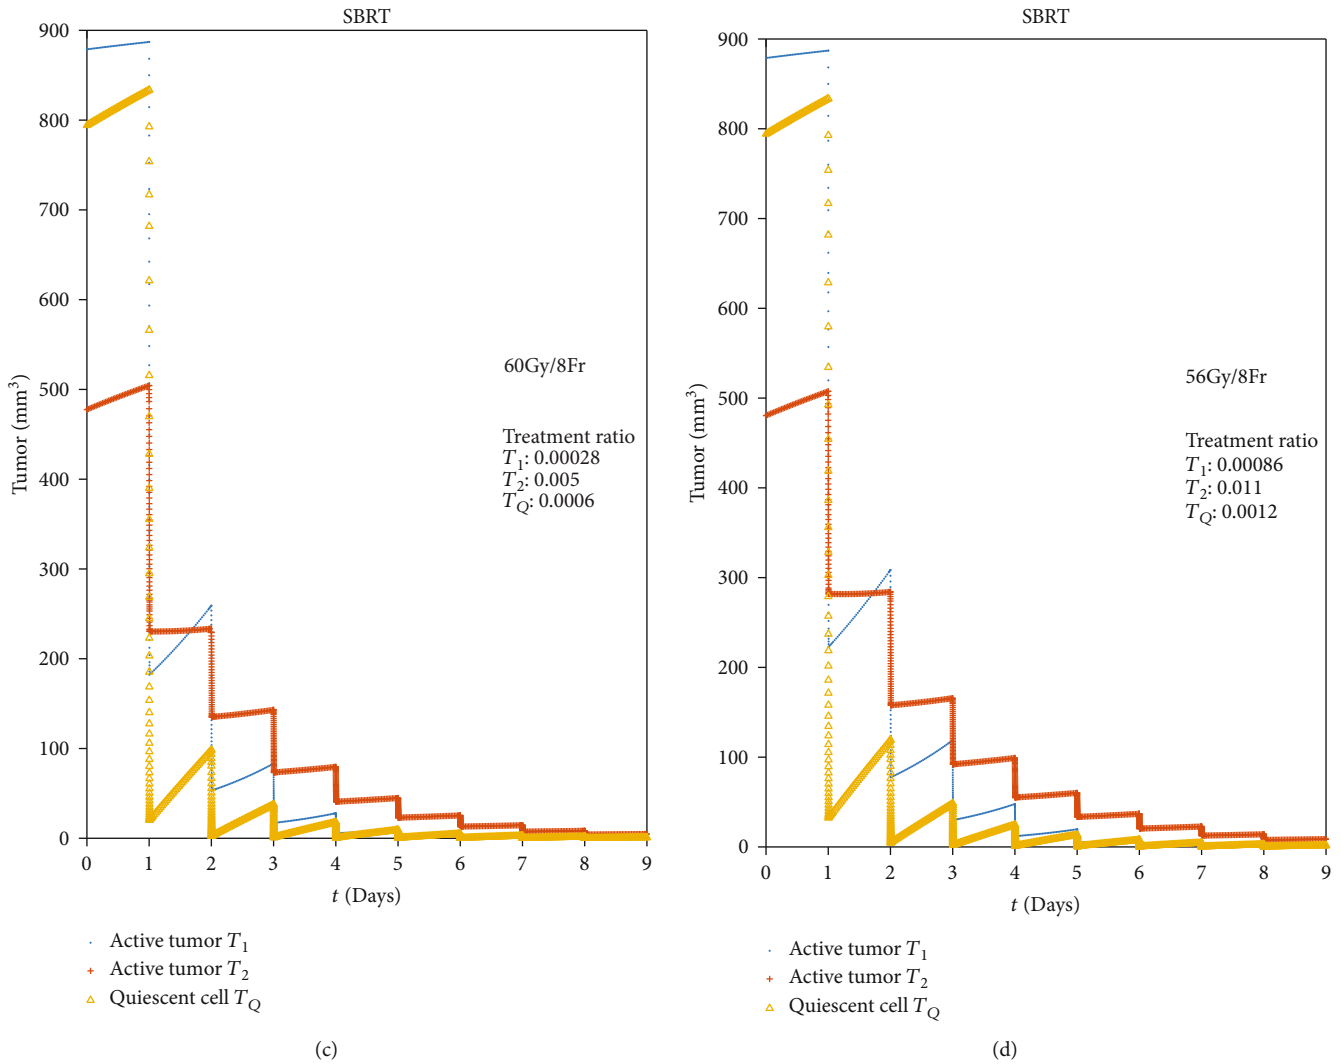 SBRT
900
800
700
600
500
400
300
200
100
0
Tumor (mm³)
60Gy/8Fr
Treatment ratio
T₁: 0.00028
T₂: 0.005
T_Q: 0.0006
0 1 2 3 4 5 6 7 8 9
t (Days)
Active tumor T₁
Active tumor T₂
Quiescent cell T_Q
(c)
SBRT
900
800
700
600
500
400
300
200
100
0
Tumor (mm³)
56Gy/8Fr
Treatment ratio
T₁: 0.00086
T₂: 0.011
T_Q: 0.0012
0 1 2 3 4 5 6 7 8 9
t (Days)
Active tumor T₁
Active tumor T₂
Quiescent cell T_Q
(d)